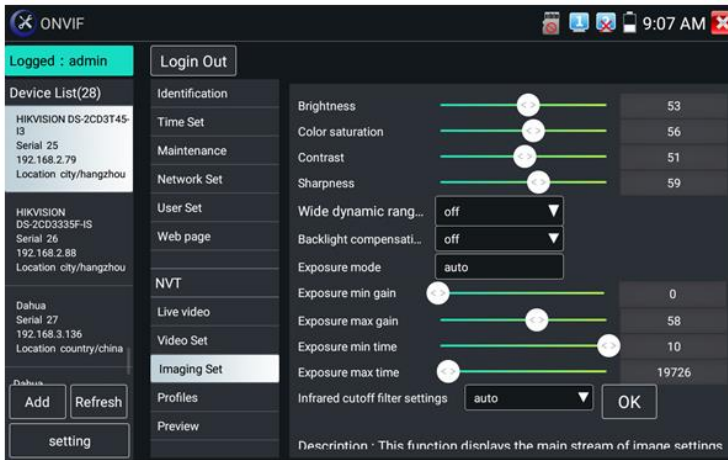 ONVIF
9:07 AM
Logged : admin
Login Out
Device List(28)
HIKVISION DS-2CD3T45-
I3
Serial 25
192.168.2.79
Location city/hangzhou
HIKVISION
DS-2CD3335F-IS
Serial 26
192.168.2.88
Location city/hangzhou
Dahua
Serial 27
192.168.3.136
Location country/china
Dahua
Add
Refresh
setting
Identification
Time Set
Maintenance
Network Set
User Set
Web page
NVT
Live video
Video Set
Imaging Set
Profiles
Preview
Brightness 53
Color saturation 56
Contrast 51
Sharpness 59
Wide dynamic rang... off
Backlight compensati... off
Exposure mode auto
Exposure min gain 0
Exposure max gain 58
Exposure min time 10
Exposure max time 19726
Infrared cutoff filter settings auto OK
Description : This function displays the main stream of image settings